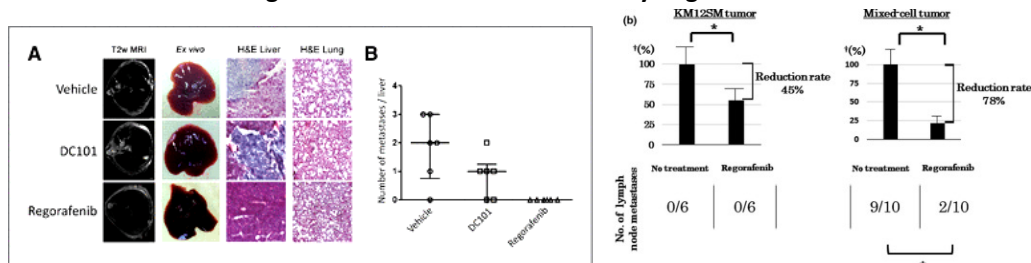 A
T2w MRI
Ex vivo
H&E Liver
H&E Lung
Vehicle
DC101
Regorafenib
B
Number of metastases / liver
4
3
2
1
0
Vehicle
DC101
Regorafenib
(b)
KM12SM tumor
Mixed-cell tumor
*
*
†(%)
†(%)
100
75
50
25
0
Reduction rate
45%
100
75
50
25
0
Reduction rate
78%
No treatment
Regorafenib
No treatment
Regorafenib
No. of lymph
node metastases
0/6
0/6
9/10
2/10